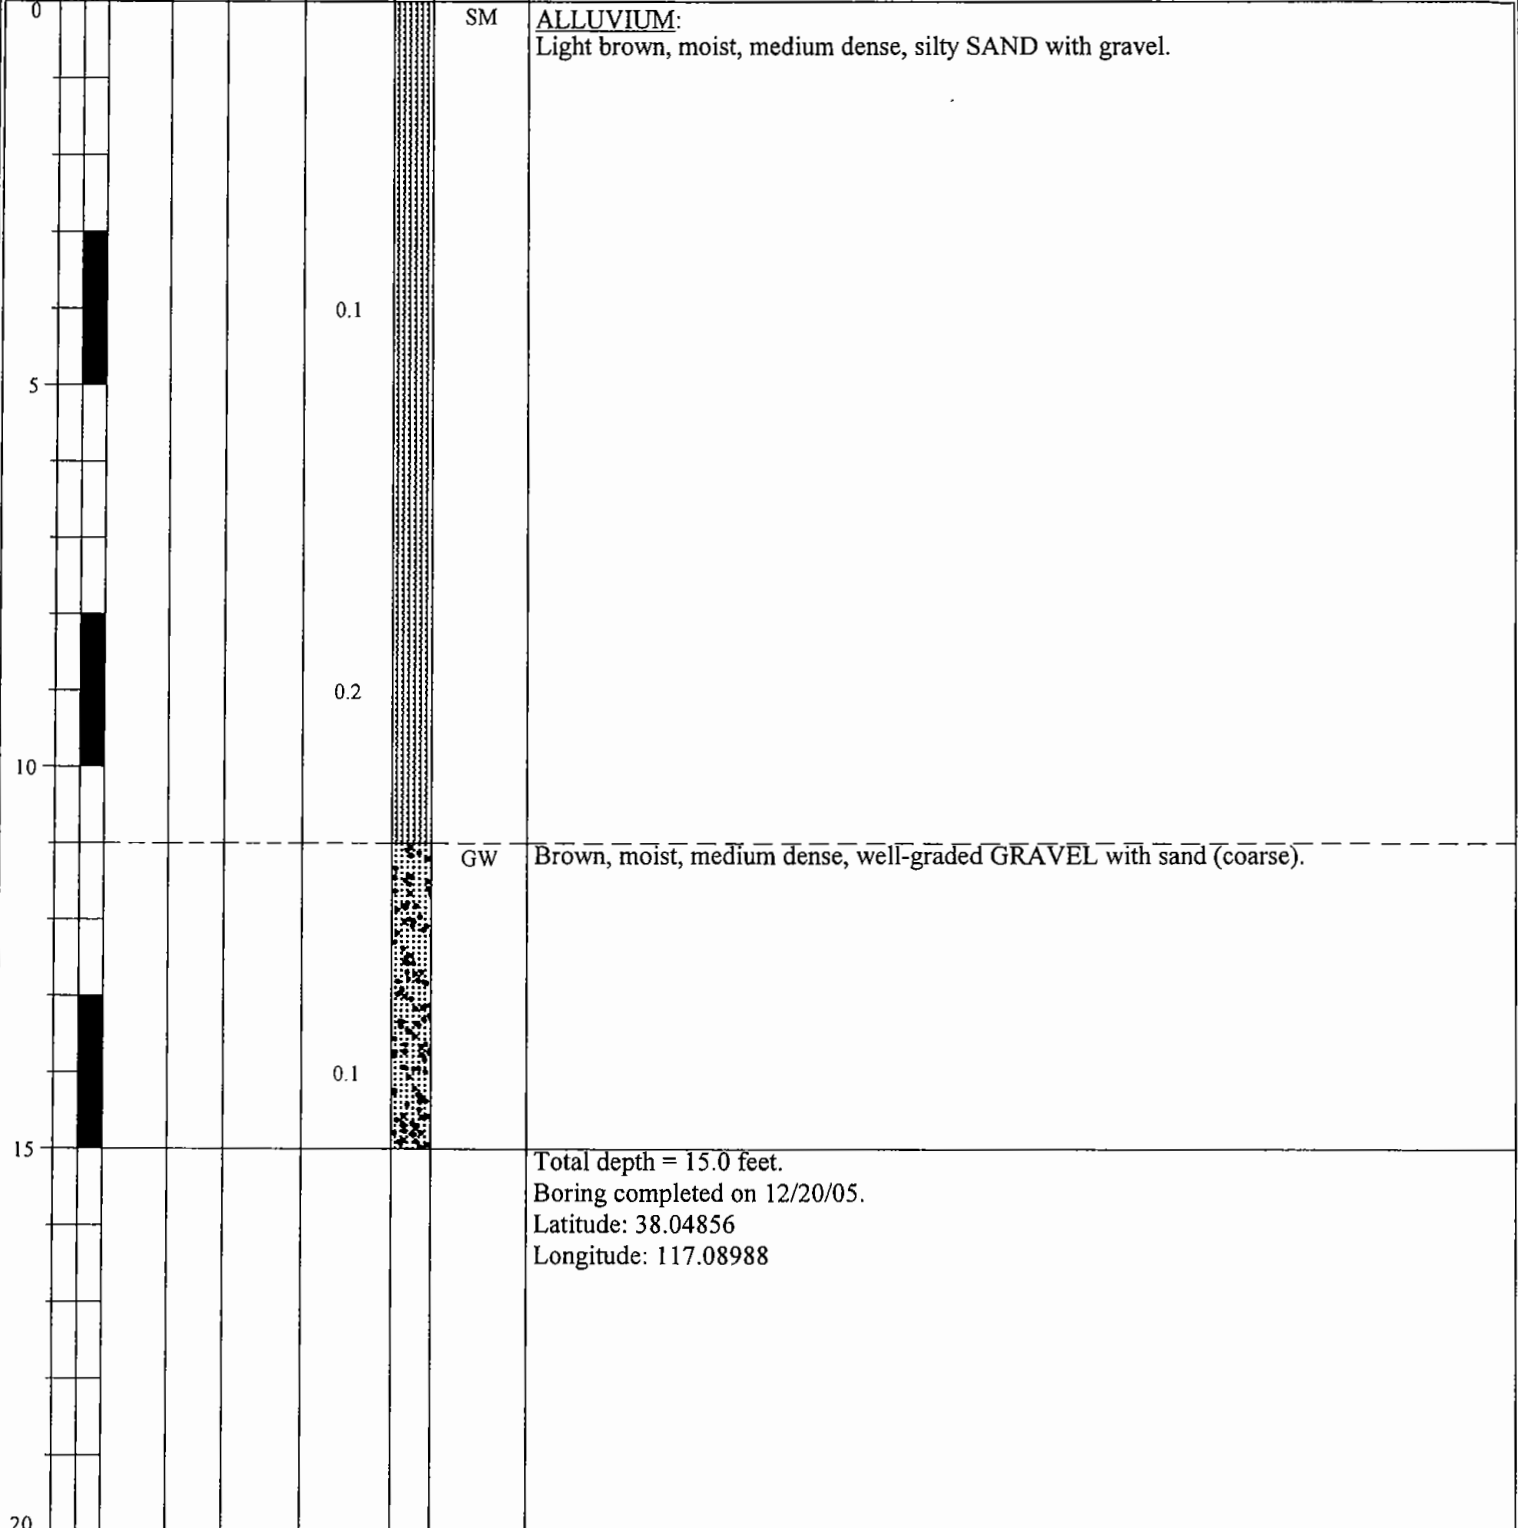 0
SM
ALLUVIUM:
Light brown, moist, medium dense, silty SAND with gravel.
0.1
5
0.2
10
GW
Brown, moist, medium dense, well-graded GRAVEL with sand (coarse).
0.1
15
Total depth = 15.0 feet.
Boring completed on 12/20/05.
Latitude: 38.04856
Longitude: 117.08988
20